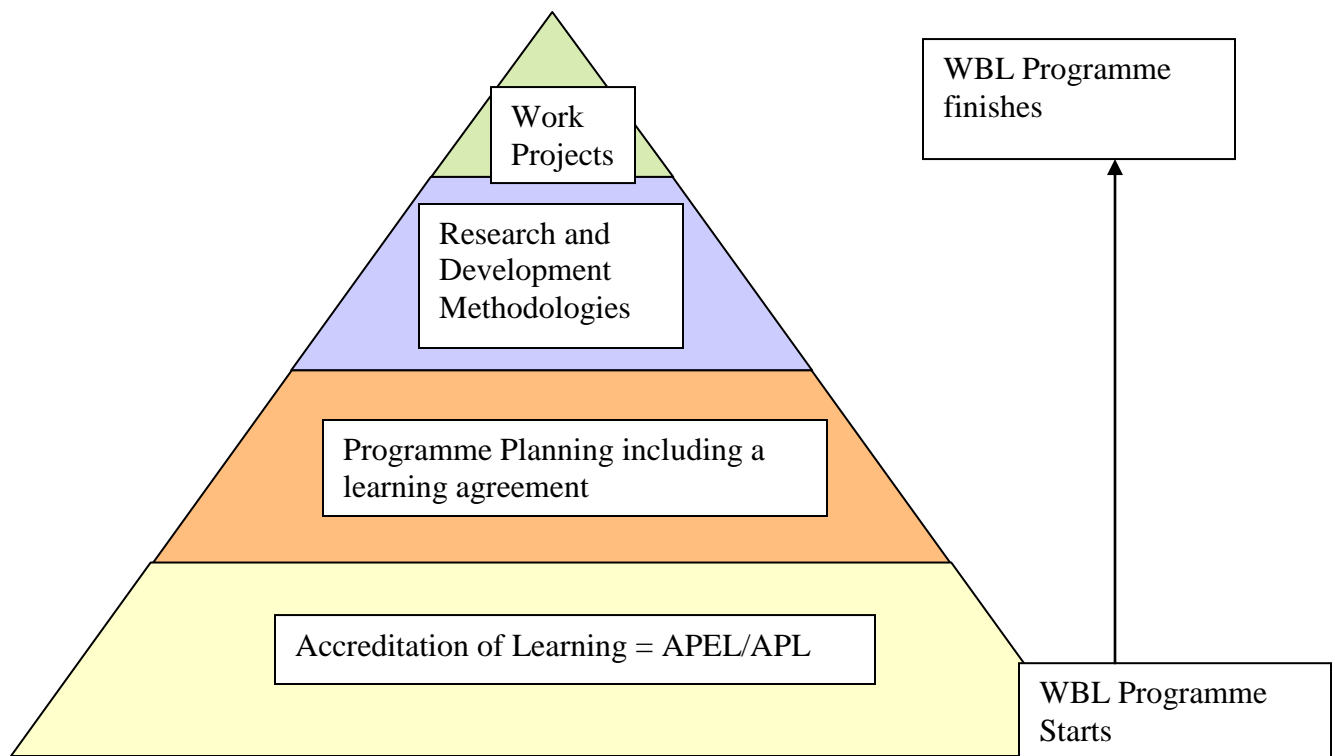 Work
Projects
WBL Programme
finishes
Research and
Development
Methodologies
Programme Planning including a
learning agreement
Accreditation of Learning = APEL/APL
WBL Programme
Starts